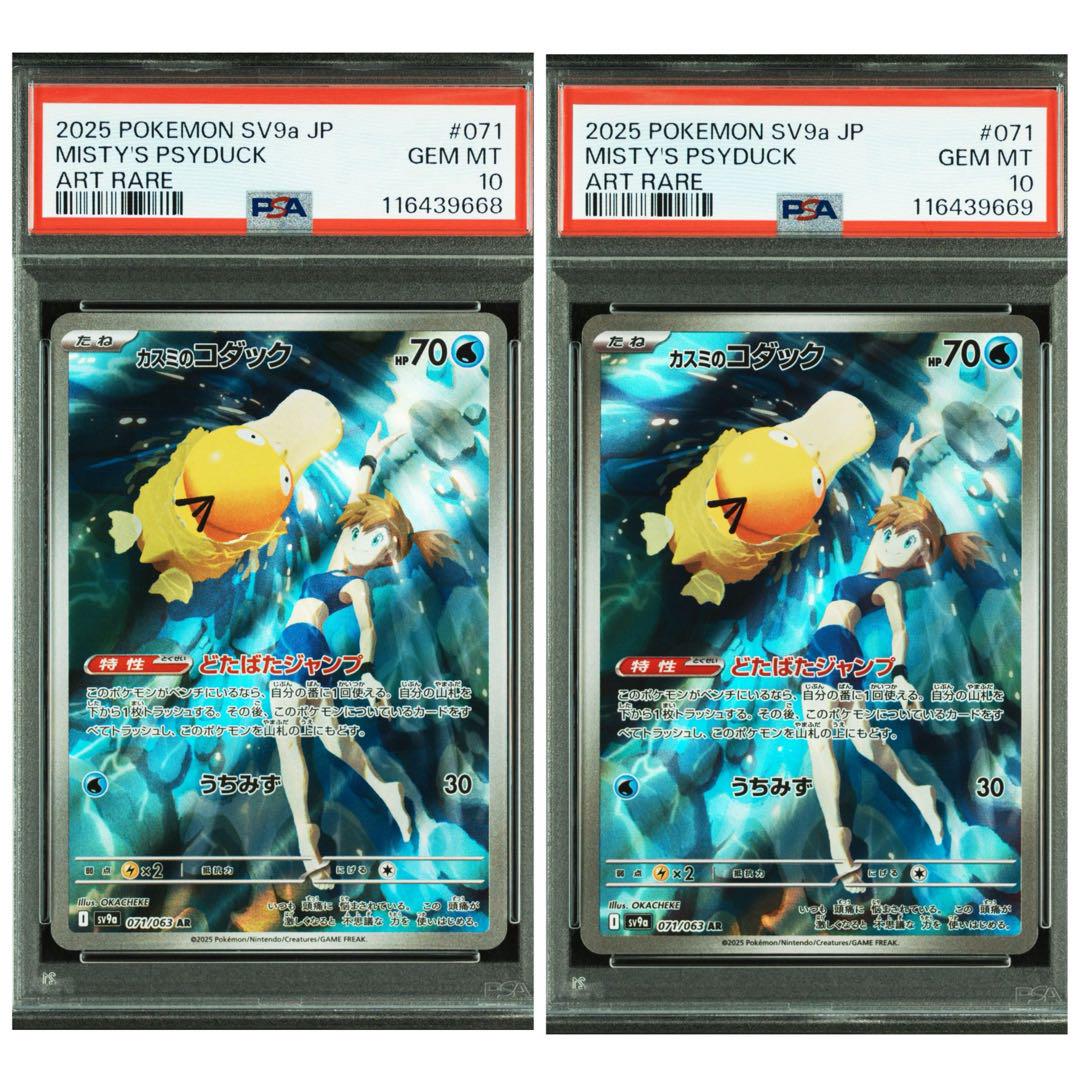 2025 POKEMON SV9a JP #071
MISTY'S PSYDUCK GEM MT
ART RARE 10
PSA 116439668
たね
カスミのコダック HP70
特性 とくせい どたばたジャンプ
このポケモンがベンチにいるなら、自分の番に1回使える。自分の山札を
下から1枚トラッシュする。その後、このポケモンについているカードをす
べてトラッシュし、このポケモンを山札の上にもどす。
うちみず 30
弱点 ×2 抵抗力 にげる
Illus. OKACHEKE
I sv9a 071/063 AR
いつも 頭痛に 悩まされている。 この 頭痛が
激しくなると 不思議な 力を 使いはじめる。
©2025 Pokémon/Nintendo/Creatures/GAME FREAK.
PSA
2025 POKEMON SV9a JP #071
MISTY'S PSYDUCK GEM MT
ART RARE 10
PSA 116439669
たね
カスミのコダック HP70
特性 とくせい どたばたジャンプ
このポケモンがベンチにいるなら、自分の番に1回使える。自分の山札を
下から1枚トラッシュする。その後、このポケモンについているカードをす
べてトラッシュし、このポケモンを山札の上にもどす。
うちみず 30
弱点 ×2 抵抗力 にげる
Illus. OKACHEKE
I sv9a 071/063 AR
いつも 頭痛に 悩まされている。 この 頭痛が
激しくなると 不思議な 力を 使いはじめる。
©2025 Pokémon/Nintendo/Creatures/GAME FREAK.
PSA